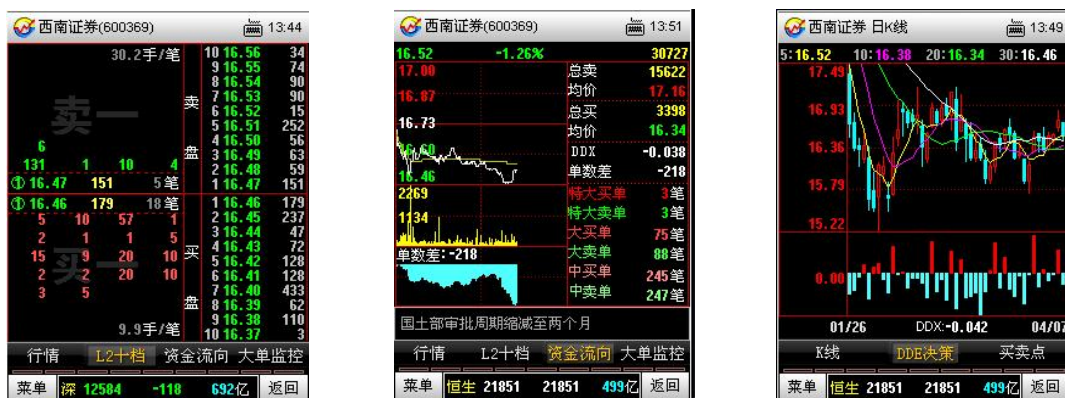 西南证券(600369) 13:44
30.2手/笔
卖一
6
131 1 10 4
① 16.47 151 5笔
① 16.46 179 18笔
5 10 57 1
2 1 1 5
15 9 20 10
2 2 20 10
3 5
买一
9.9手/笔
卖盘
10 16.56 34
9 16.55 74
8 16.54 90
7 16.53 90
6 16.52 15
5 16.51 252
4 16.50 56
3 16.49 63
2 16.48 59
1 16.47 151
买盘
1 16.46 179
2 16.45 237
3 16.44 47
4 16.43 72
5 16.42 128
6 16.41 128
7 16.40 433
8 16.39 62
9 16.38 110
10 16.37 3
行情 L2十档 资金流向 大单监控
菜单 深 12584 -118 692亿 返回
西南证券(600369) 13:51
16.52 -1.26% 30727
17.00
16.87
16.73
16.60
16.46
2269
1134
单数差:-218
总卖 15622
均价 17.16
总买 3398
均价 16.34
DDX -0.038
单数差 -218
特大买单 3笔
特大卖单 3笔
大买单 75笔
大卖单 88笔
中买单 245笔
中卖单 247笔
国土部审批周期缩减至两个月
行情 L2十档 资金流向 大单监控
菜单 恒生 21851 21851 499亿 返回
西南证券 日K线 13:49
5:16.52 10:16.38 20:16.34 30:16.46
17.49
16.93
16.36
15.79
15.22
0.00
01/26 DDX:-0.042 04/07
K线 DDE决策 买卖点
菜单 恒生 21851 21851 499亿 返回